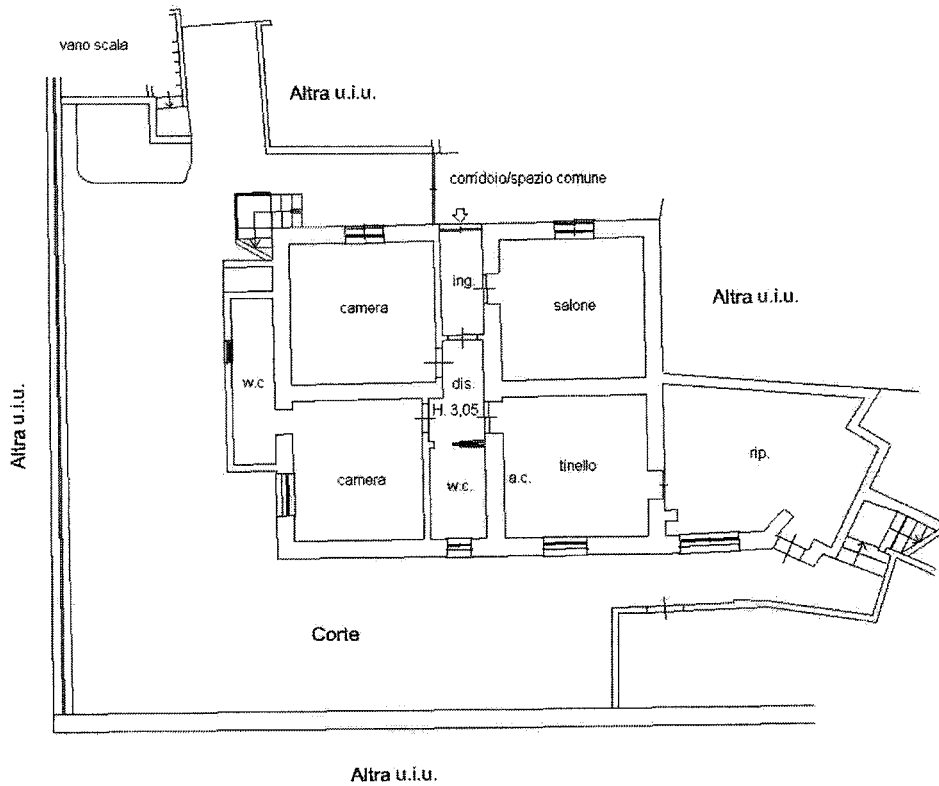 vano scala
Altra u.i.u.
corridoio/spazio comune
ing.
camera
salone
Altra u.i.u.
w.c
dis.
H. 3,05
Altra u.i.u.
camera
w.c.
a.c.
tinello
rip.
Corte
Altra u.i.u.